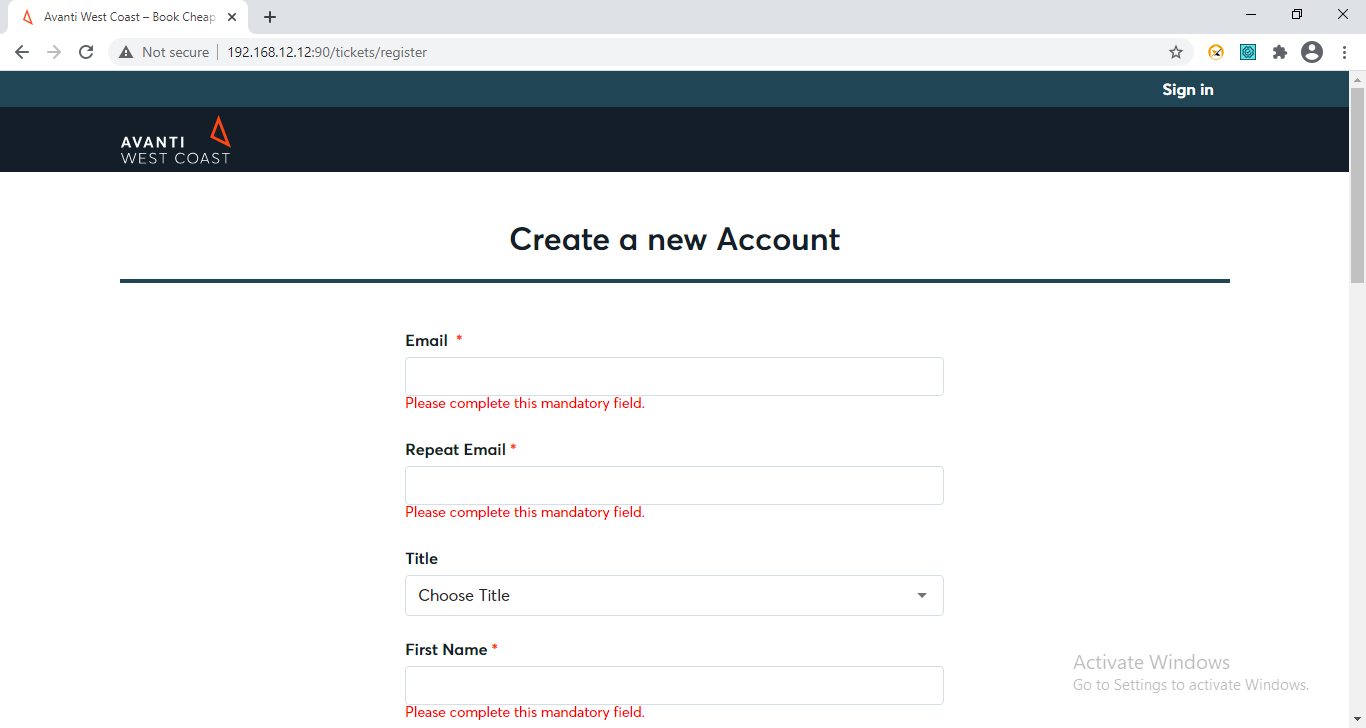 Avanti West Coast – Book Cheap
Not secure
192.168.12.12:90/tickets/register
Sign in
AVANTI
WEST COAST
Create a new Account
Email *
Please complete this mandatory field.
Repeat Email *
Please complete this mandatory field.
Title
Choose Title
First Name *
Please complete this mandatory field.
Activate Windows
Go to Settings to activate Windows.